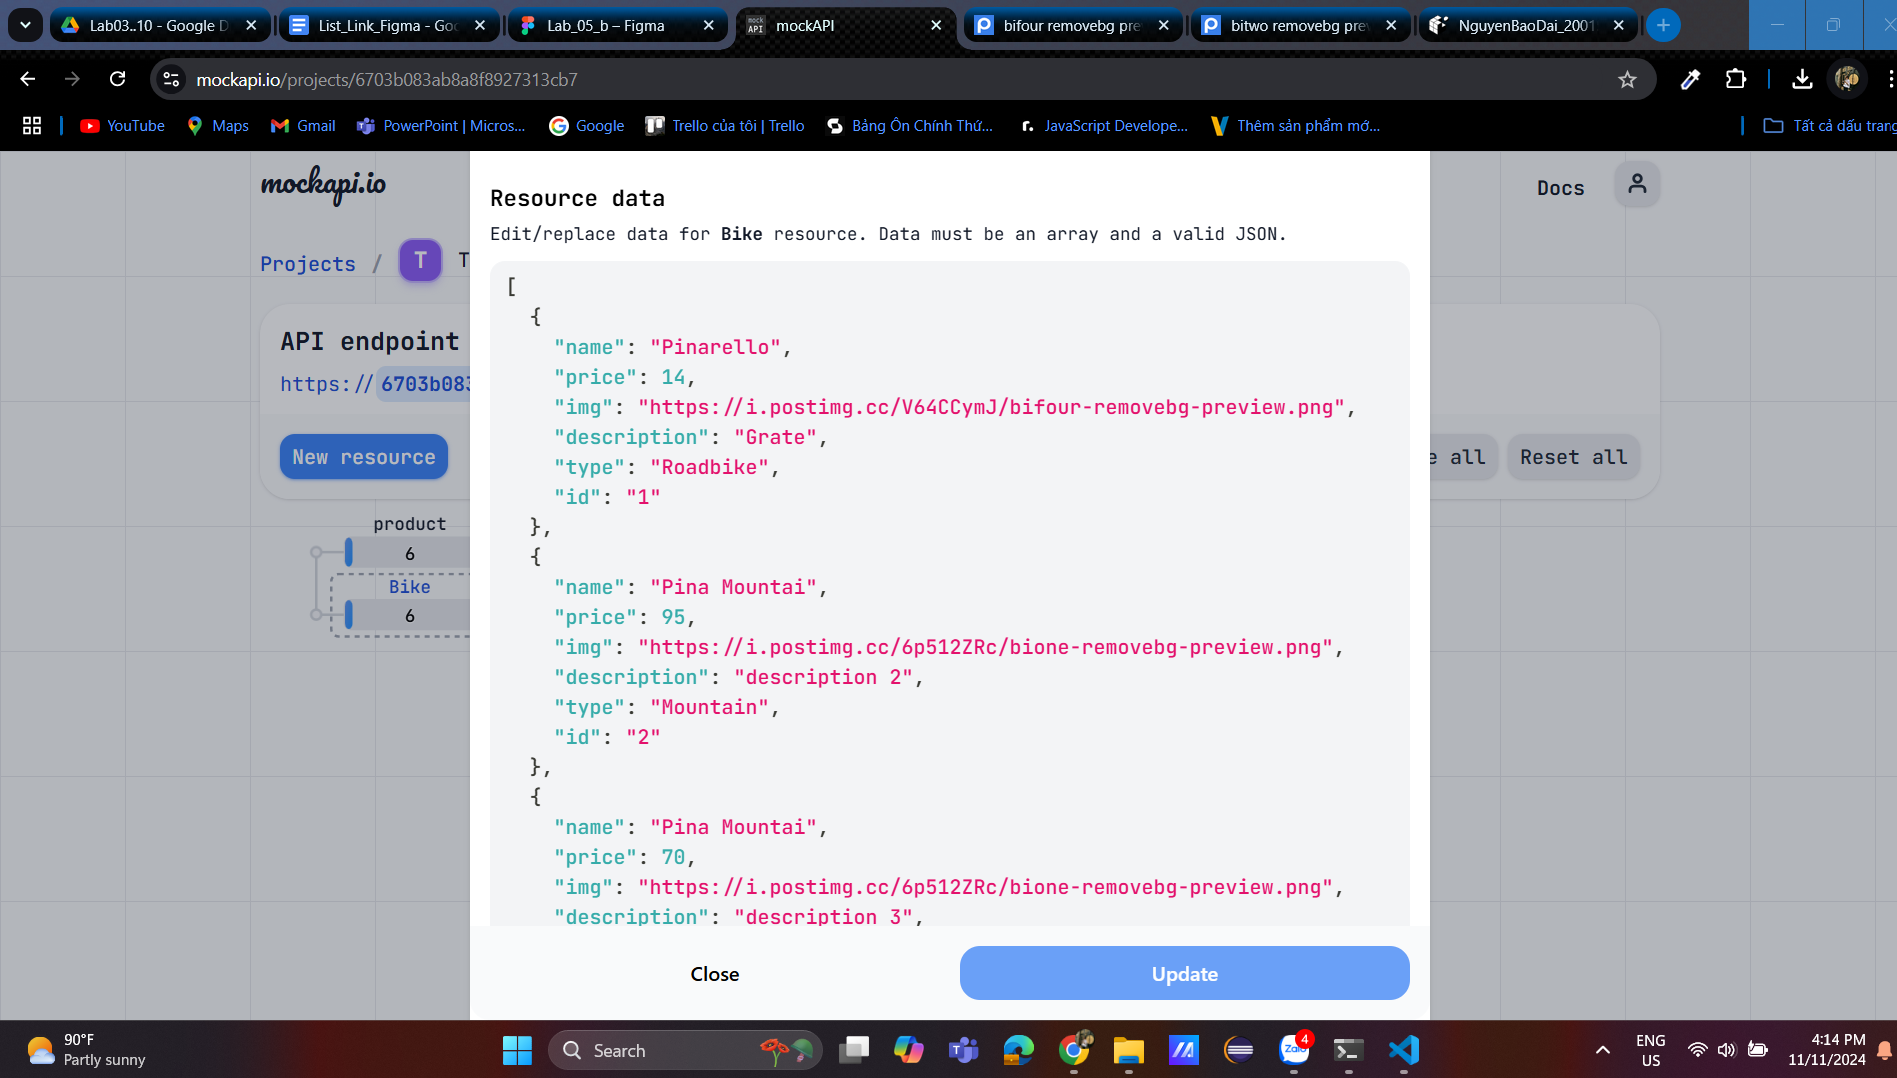 Lab03..10 - Google D
List_Link_Figma - Goo
Lab_05_b – Figma
mock API
mockAPI
bifour removebg pre
bitwo removebg prev
NguyenBaoDai_2001
mockapi.io/projects/6703b083ab8a8f8927313cb7
YouTube
Maps
Gmail
PowerPoint | Micros...
Google
Trello của tôi | Trello
Bảng Ôn Chính Thứ...
JavaScript Develope...
Thêm sản phẩm mớ...
Tất cả dấu trang
mockapi.io
Docs
Projects / T T
API endpoint
https://6703b083
New resource
e all
Reset all
product
6
Bike
6
Resource data
Edit/replace data for Bike resource. Data must be an array and a valid JSON.
[
{
"name": "Pinarello",
"price": 14,
"img": "https://i.postimg.cc/V64CCymJ/bifour-removebg-preview.png",
"description": "Grate",
"type": "Roadbike",
"id": "1"
},
{
"name": "Pina Mountai",
"price": 95,
"img": "https://i.postimg.cc/6p512ZRc/bione-removebg-preview.png",
"description": "description 2",
"type": "Mountain",
"id": "2"
},
{
"name": "Pina Mountai",
"price": 70,
"img": "https://i.postimg.cc/6p512ZRc/bione-removebg-preview.png",
"description": "description 3",
Close
Update
90°F
Partly sunny
Search
Zalo
4
ENG
US
4:14 PM
11/11/2024